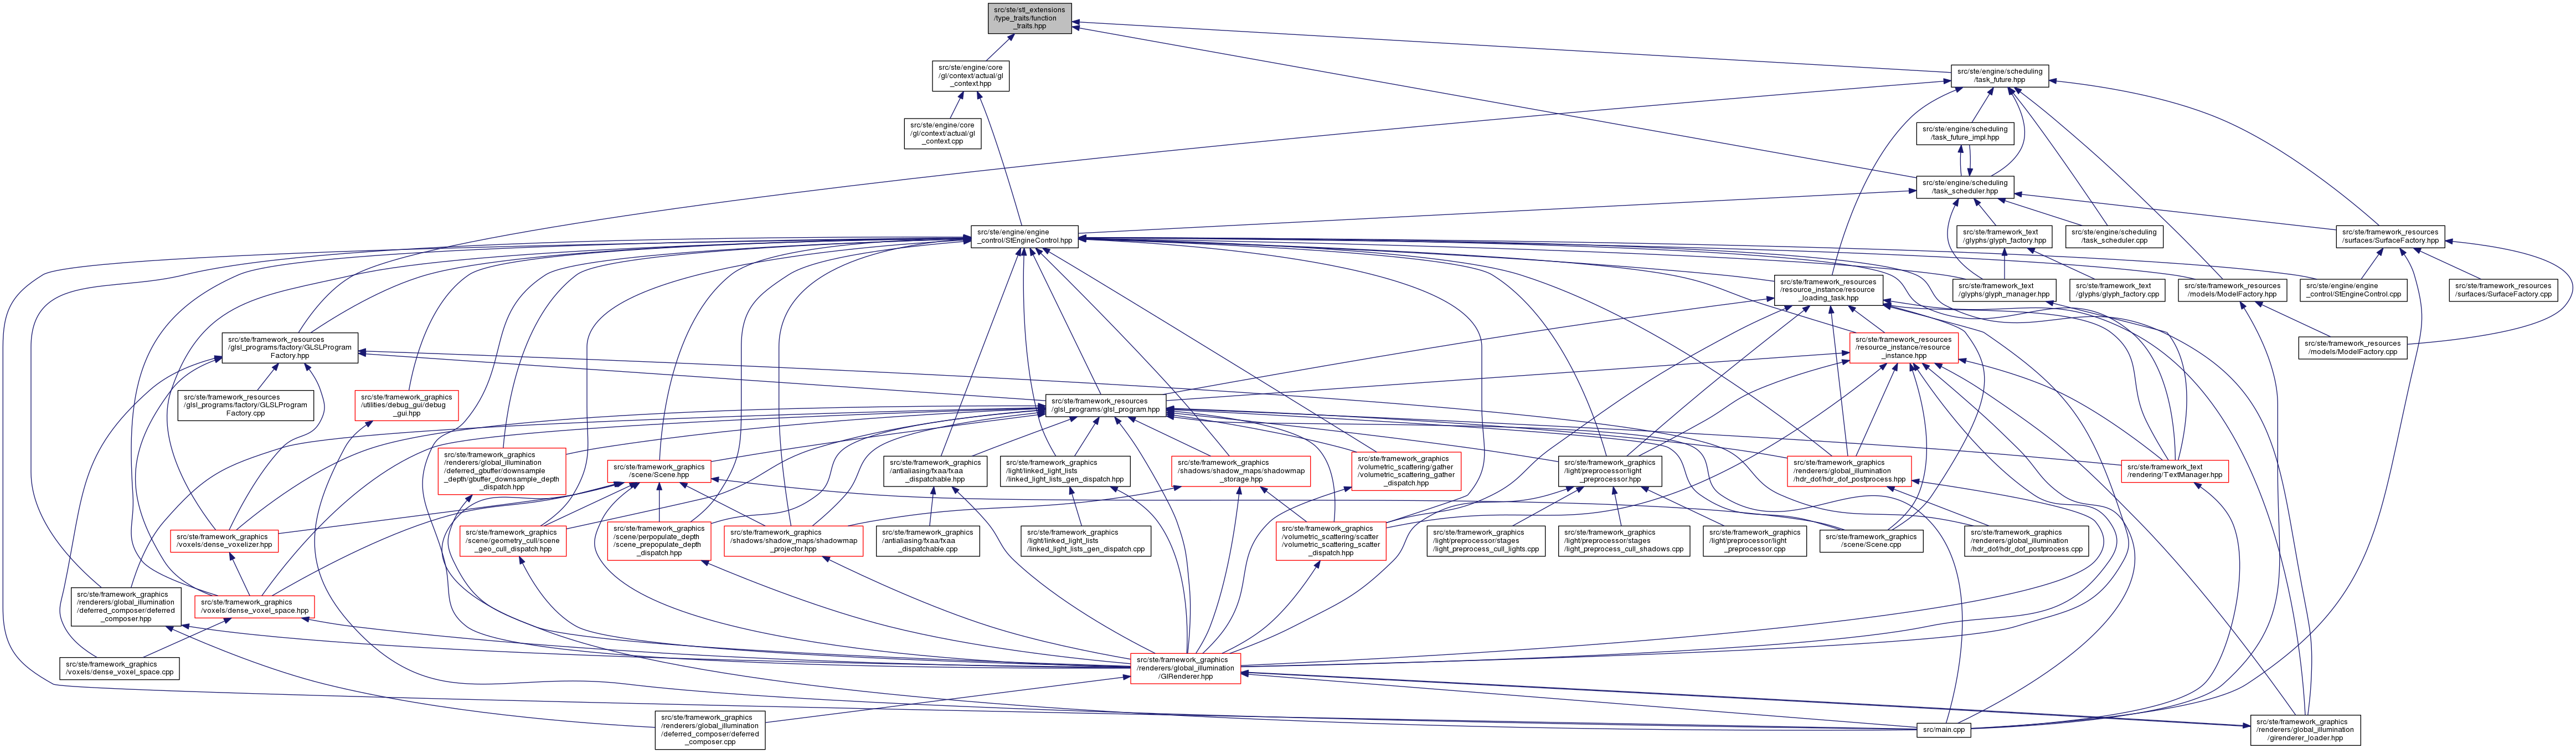 src/ste/stl_extensions
/type_traits/function
_traits.hpp
src/ste/engine/core
/gl/context/actual/gl
_context.hpp
src/ste/engine/scheduling
/task_future.hpp
src/ste/engine/core
/gl/context/actual/gl
_context.cpp
src/ste/engine/scheduling
/task_future_impl.hpp
src/ste/engine/scheduling
/task_scheduler.hpp
src/ste/engine/engine
_control/StEngineControl.hpp
src/ste/framework_text
/glyphs/glyph_factory.hpp
src/ste/engine/scheduling
/task_scheduler.cpp
src/ste/framework_resources
/surfaces/SurfaceFactory.hpp
src/ste/framework_resources
/resource_instance/resource
_loading_task.hpp
src/ste/framework_text
/glyphs/glyph_manager.hpp
src/ste/framework_text
/glyphs/glyph_factory.cpp
src/ste/framework_resources
/models/ModelFactory.hpp
src/ste/engine/engine
_control/StEngineControl.cpp
src/ste/framework_resources
/surfaces/SurfaceFactory.cpp
src/ste/framework_resources
/glsl_programs/factory/GLSLProgram
Factory.hpp
src/ste/framework_resources
/resource_instance/resource
_instance.hpp
src/ste/framework_resources
/models/ModelFactory.cpp
src/ste/framework_resources
/glsl_programs/factory/GLSLProgram
Factory.cpp
src/ste/framework_graphics
/utilities/debug_gui/debug
_gui.hpp
src/ste/framework_resources
/glsl_programs/glsl_program.hpp
src/ste/framework_graphics
/renderers/global_illumination
/deferred_gbuffer/downsample
_depth/gbuffer_downsample_depth
_dispatch.hpp
src/ste/framework_graphics
/scene/Scene.hpp
src/ste/framework_graphics
/antialiasing/fxaa/fxaa
_dispatchable.hpp
src/ste/framework_graphics
/light/linked_light_lists
/linked_light_lists_gen_dispatch.hpp
src/ste/framework_graphics
/shadows/shadow_maps/shadowmap
_storage.hpp
src/ste/framework_graphics
/volumetric_scattering/gather
/volumetric_scattering_gather
_dispatch.hpp
src/ste/framework_graphics
/light/preprocessor/light
_preprocessor.hpp
src/ste/framework_graphics
/renderers/global_illumination
/hdr_dof/hdr_dof_postprocess.hpp
src/ste/framework_text
/rendering/TextManager.hpp
src/ste/framework_graphics
/voxels/dense_voxelizer.hpp
src/ste/framework_graphics
/scene/geometry_cull/scene
_geo_cull_dispatch.hpp
src/ste/framework_graphics
/scene/perpopulate_depth
/scene_prepopulate_depth
_dispatch.hpp
src/ste/framework_graphics
/shadows/shadow_maps/shadowmap
_projector.hpp
src/ste/framework_graphics
/antialiasing/fxaa/fxaa
_dispatchable.cpp
src/ste/framework_graphics
/light/linked_light_lists
/linked_light_lists_gen_dispatch.cpp
src/ste/framework_graphics
/volumetric_scattering/scatter
/volumetric_scattering_scatter
_dispatch.hpp
src/ste/framework_graphics
/light/preprocessor/stages
/light_preprocess_cull_lights.cpp
src/ste/framework_graphics
/light/preprocessor/stages
/light_preprocess_cull_shadows.cpp
src/ste/framework_graphics
/light/preprocessor/light
_preprocessor.cpp
src/ste/framework_graphics
/scene/Scene.cpp
src/ste/framework_graphics
/renderers/global_illumination
/hdr_dof/hdr_dof_postprocess.cpp
src/ste/framework_graphics
/renderers/global_illumination
/deferred_composer/deferred
_composer.hpp
src/ste/framework_graphics
/voxels/dense_voxel_space.hpp
src/ste/framework_graphics
/voxels/dense_voxel_space.cpp
src/ste/framework_graphics
/renderers/global_illumination
/GIRenderer.hpp
src/ste/framework_graphics
/renderers/global_illumination
/deferred_composer/deferred
_composer.cpp
src/main.cpp
src/ste/framework_graphics
/renderers/global_illumination
/girenderer_loader.hpp